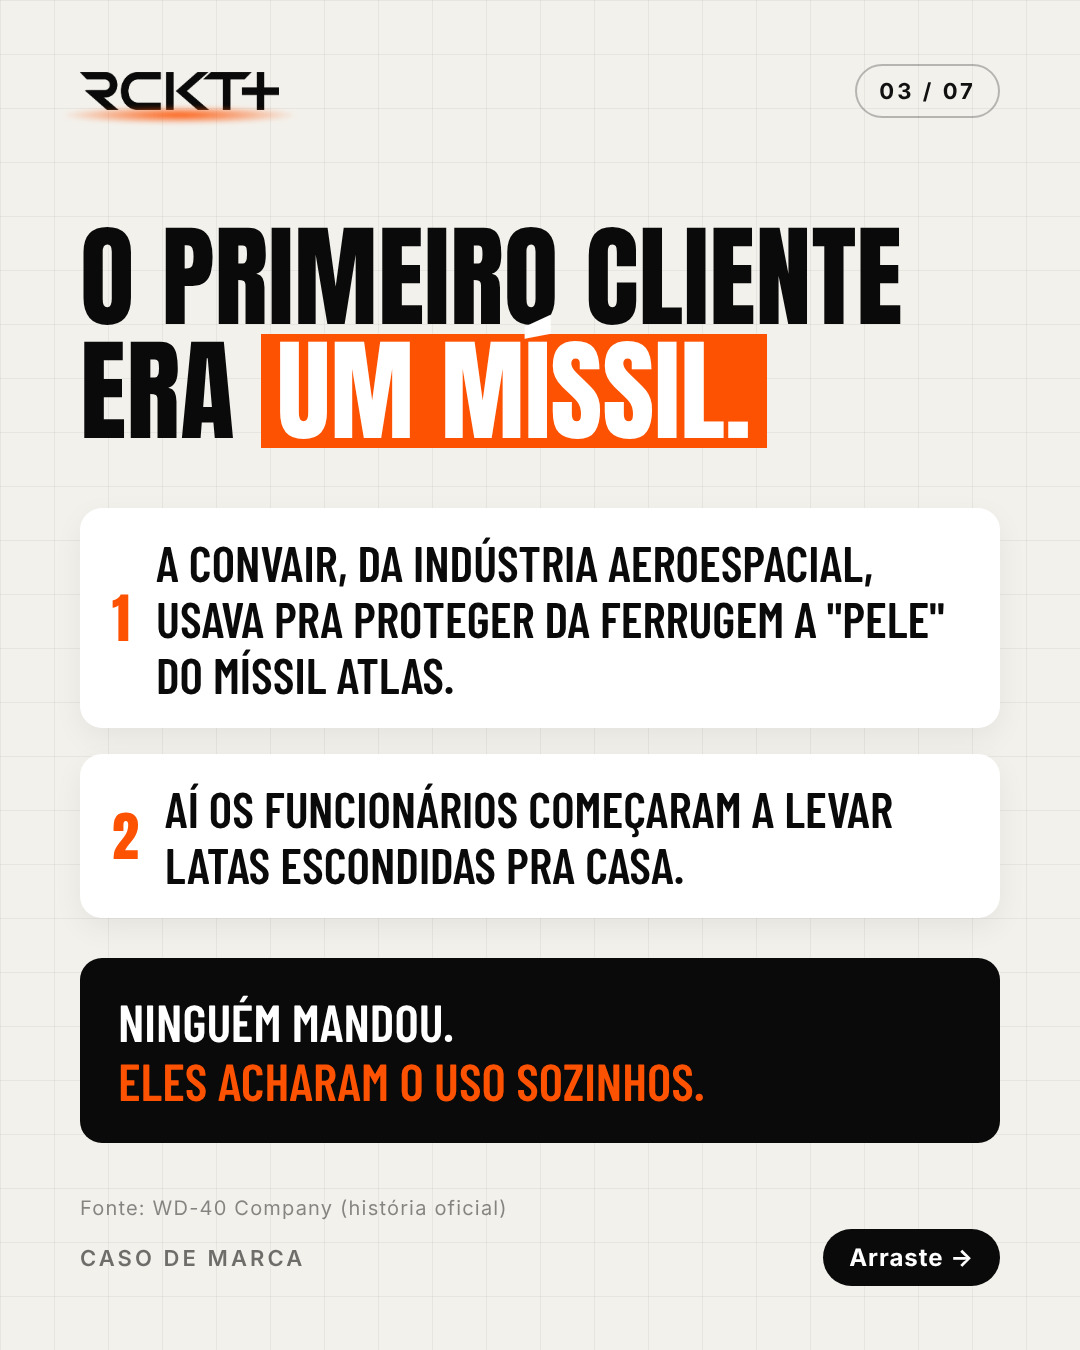 RCKT+
03 / 07
O PRIMEIRO CLIENTE
ERA UM MÍSSIL.
1
A CONVAIR, DA INDÚSTRIA AEROESPACIAL,
USAVA PRA PROTEGER DA FERRUGEM A "PELE"
DO MÍSSIL ATLAS.
2
AÍ OS FUNCIONÁRIOS COMEÇARAM A LEVAR
LATAS ESCONDIDAS PRA CASA.
NINGUÉM MANDOU.
ELES ACHARAM O USO SOZINHOS.
Fonte: WD-40 Company (história oficial)
CASO DE MARCA
Arraste →